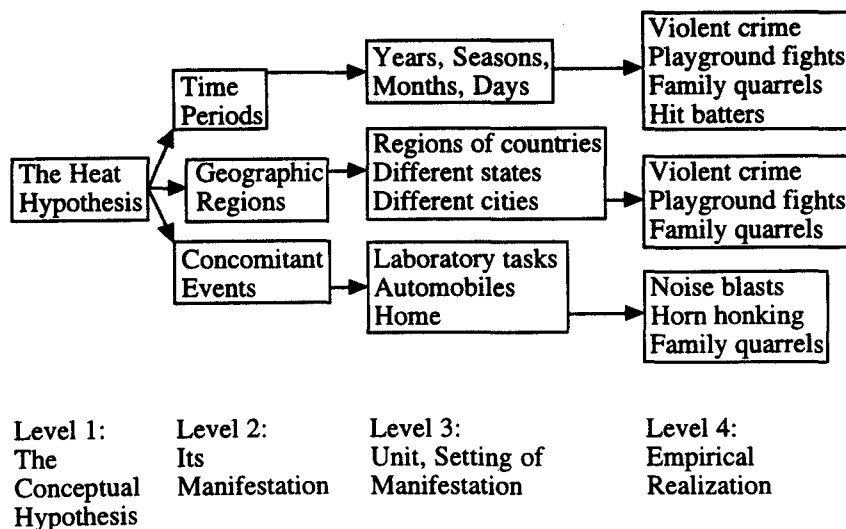 The Heat
Hypothesis
Time
Periods
Geographic
Regions
Concomitant
Events
Years, Seasons,
Months, Days
Regions of countries
Different states
Different cities
Laboratory tasks
Automobiles
Home
Violent crime
Playground fights
Family quarrels
Hit batters
Violent crime
Playground fights
Family quarrels
Noise blasts
Horn honking
Family quarrels
Level 1:
The
Conceptual
Hypothesis
Level 2:
Its
Manifestation
Level 3:
Unit, Setting of
Manifestation
Level 4:
Empirical
Realization